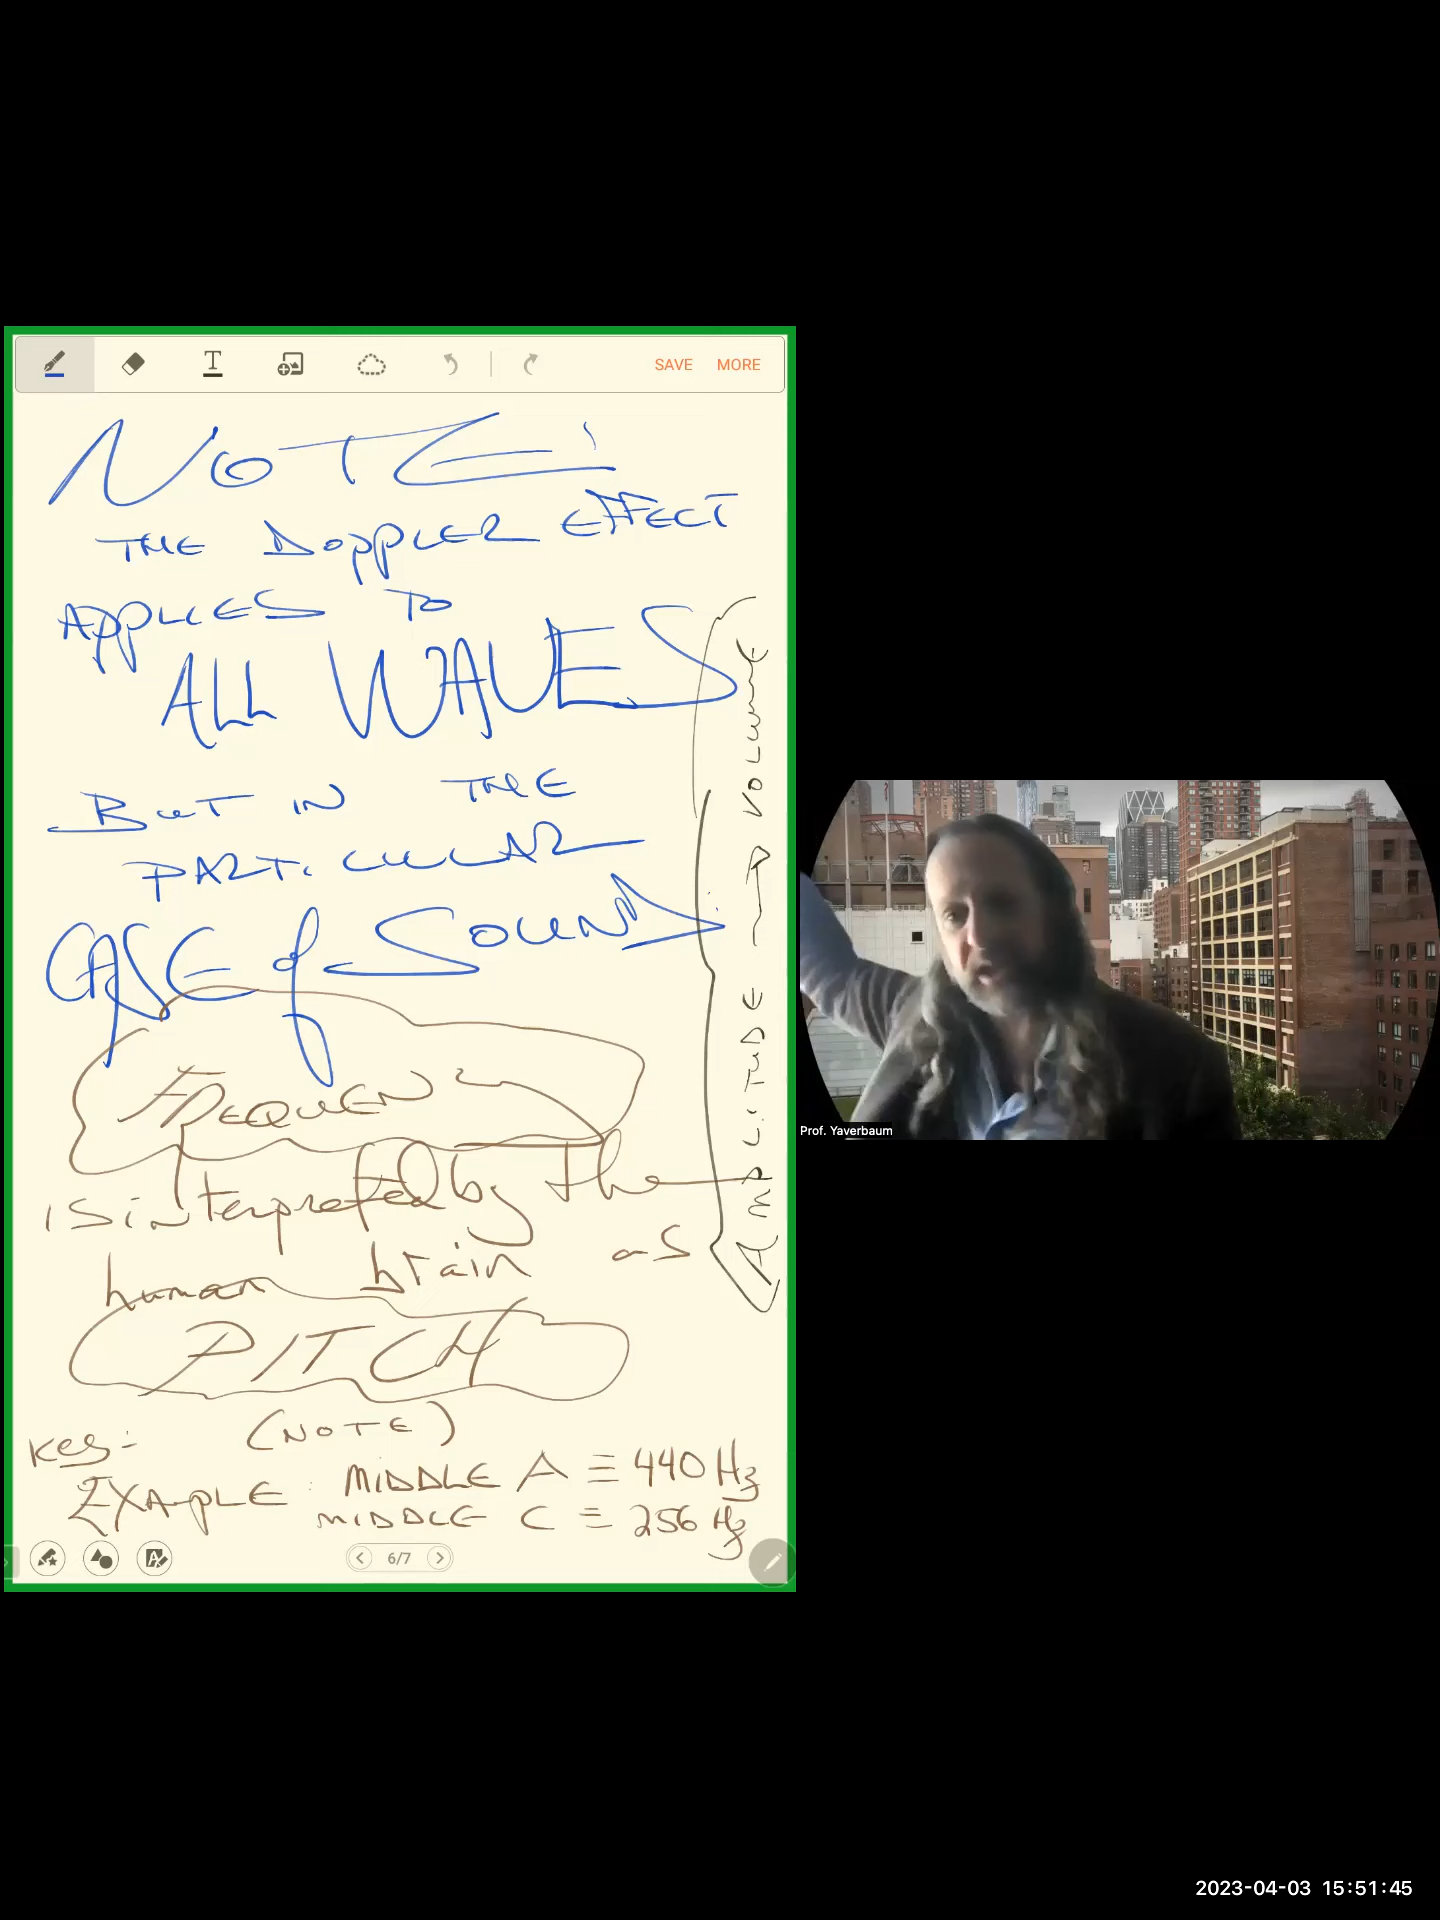 T
SAVE MORE
NOTE:
THE DOPPLER EFFECT
APPLIES TO
ALL WAVES
BUT IN THE
PARTICULAR
CASE of SOUND
FREQUENCY
is interpreted by the
human brain as
PITCH
(NOTE)
Key:
EXAMPLE: MIDDLE A ≡ 440 Hz
MIDDLE C ≡ 256 Hz
AMPLITUDE → VOLUME
6/7
Prof. Yaverbaum
2023-04-03 15:51:45